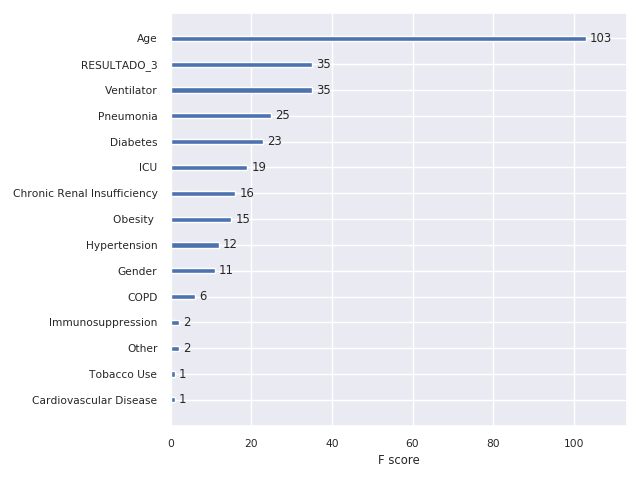 Age 103
RESULTADO_3 35
Ventilator 35
Pneumonia 25
Diabetes 23
ICU 19
Chronic Renal Insufficiency 16
Obesity 15
Hypertension 12
Gender 11
COPD 6
Immunosuppression 2
Other 2
Tobacco Use 1
Cardiovascular Disease 1
0 20 40 60 80 100
F score